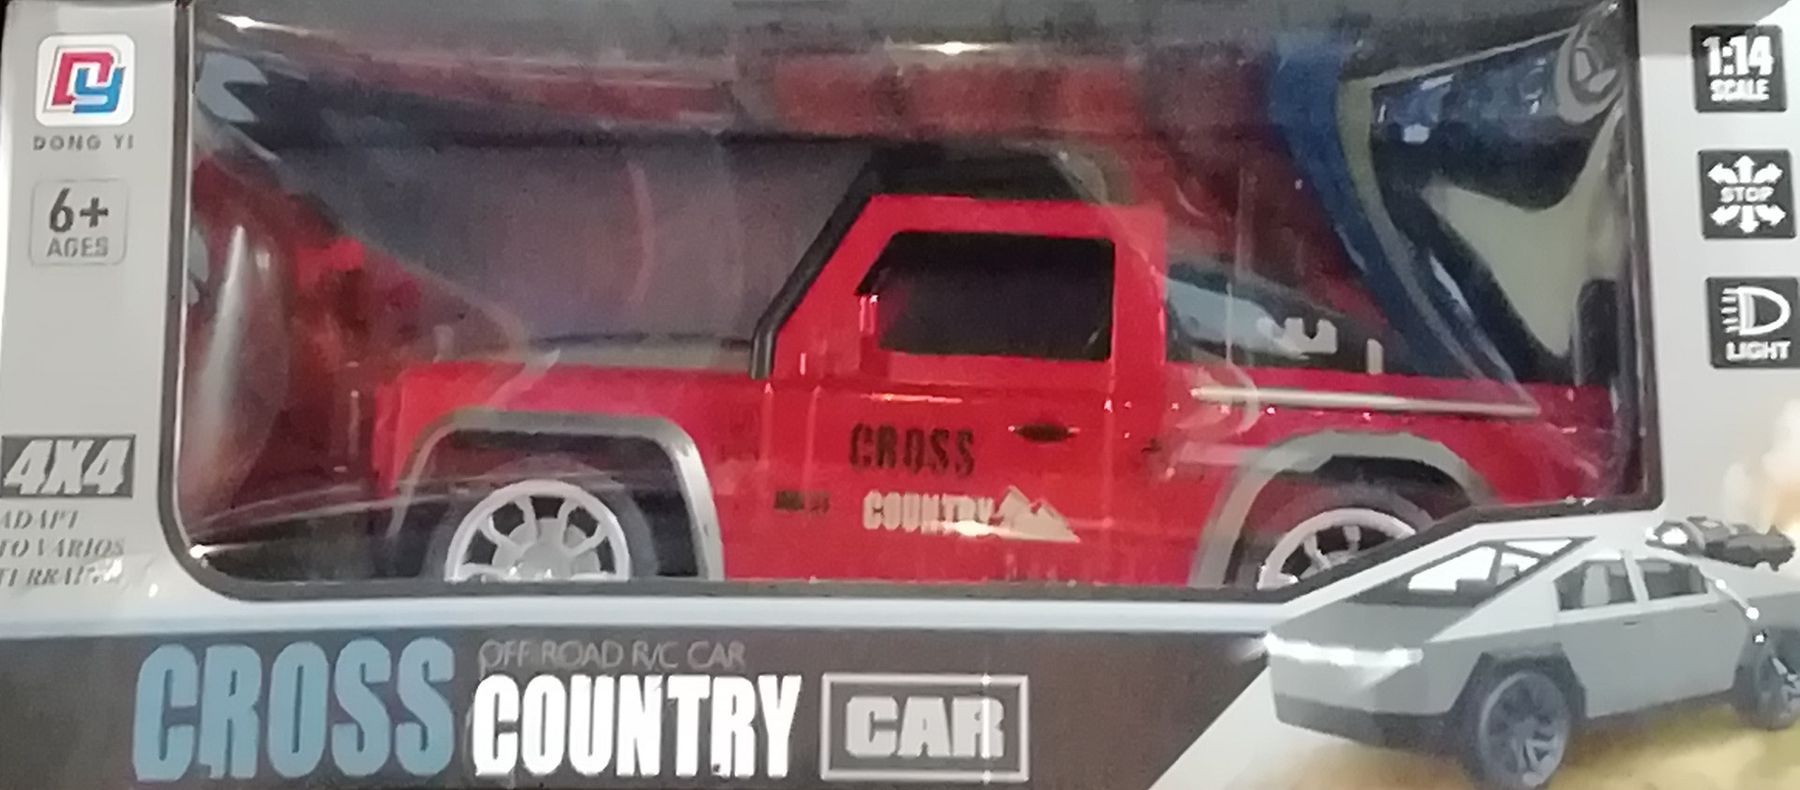 DY
DONG YI
6+
AGES
4X4
ADAPT
TO VARIOS
TERRAINS
CROSS
COUNTRY
1:14
SCALE
STOP
LIGHT
CROSS
OFF ROAD R/C CAR
COUNTRY
CAR